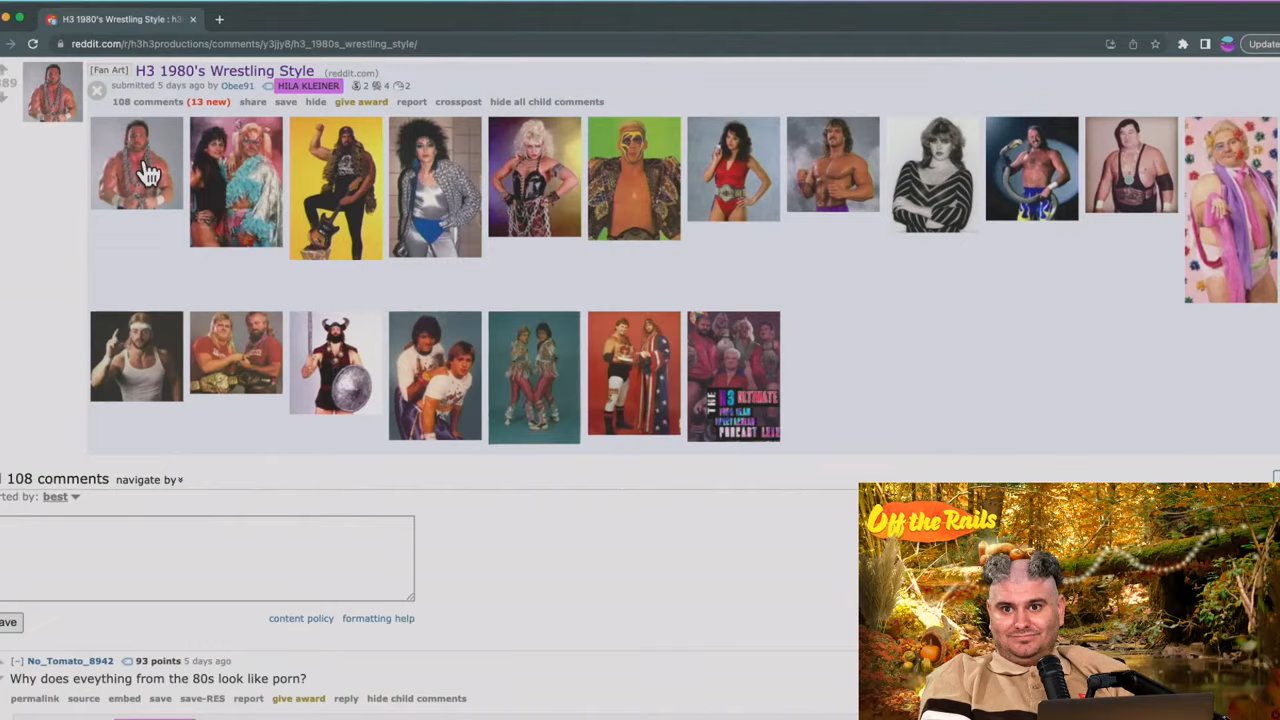 H3 1980's Wrestling Style : h3
reddit.com/r/h3h3productions/comments/y3jjy8/h3_1980s_wrestling_style/
Update
[Fan Art] H3 1980's Wrestling Style (reddit.com)
submitted 5 days ago by Obee91 HILA KLEINER 2 4 2
389
108 comments (13 new) share save hide give award report crosspost hide all child comments
THE H3 ULTIMATE
PODCAST
108 comments navigate by
rted by: best
Off the Rails
ave
content policy formatting help
[-] No_Tomato_8942 93 points 5 days ago
Why does eveything from the 80s look like porn?
permalink source embed save save-RES report give award reply hide child comments